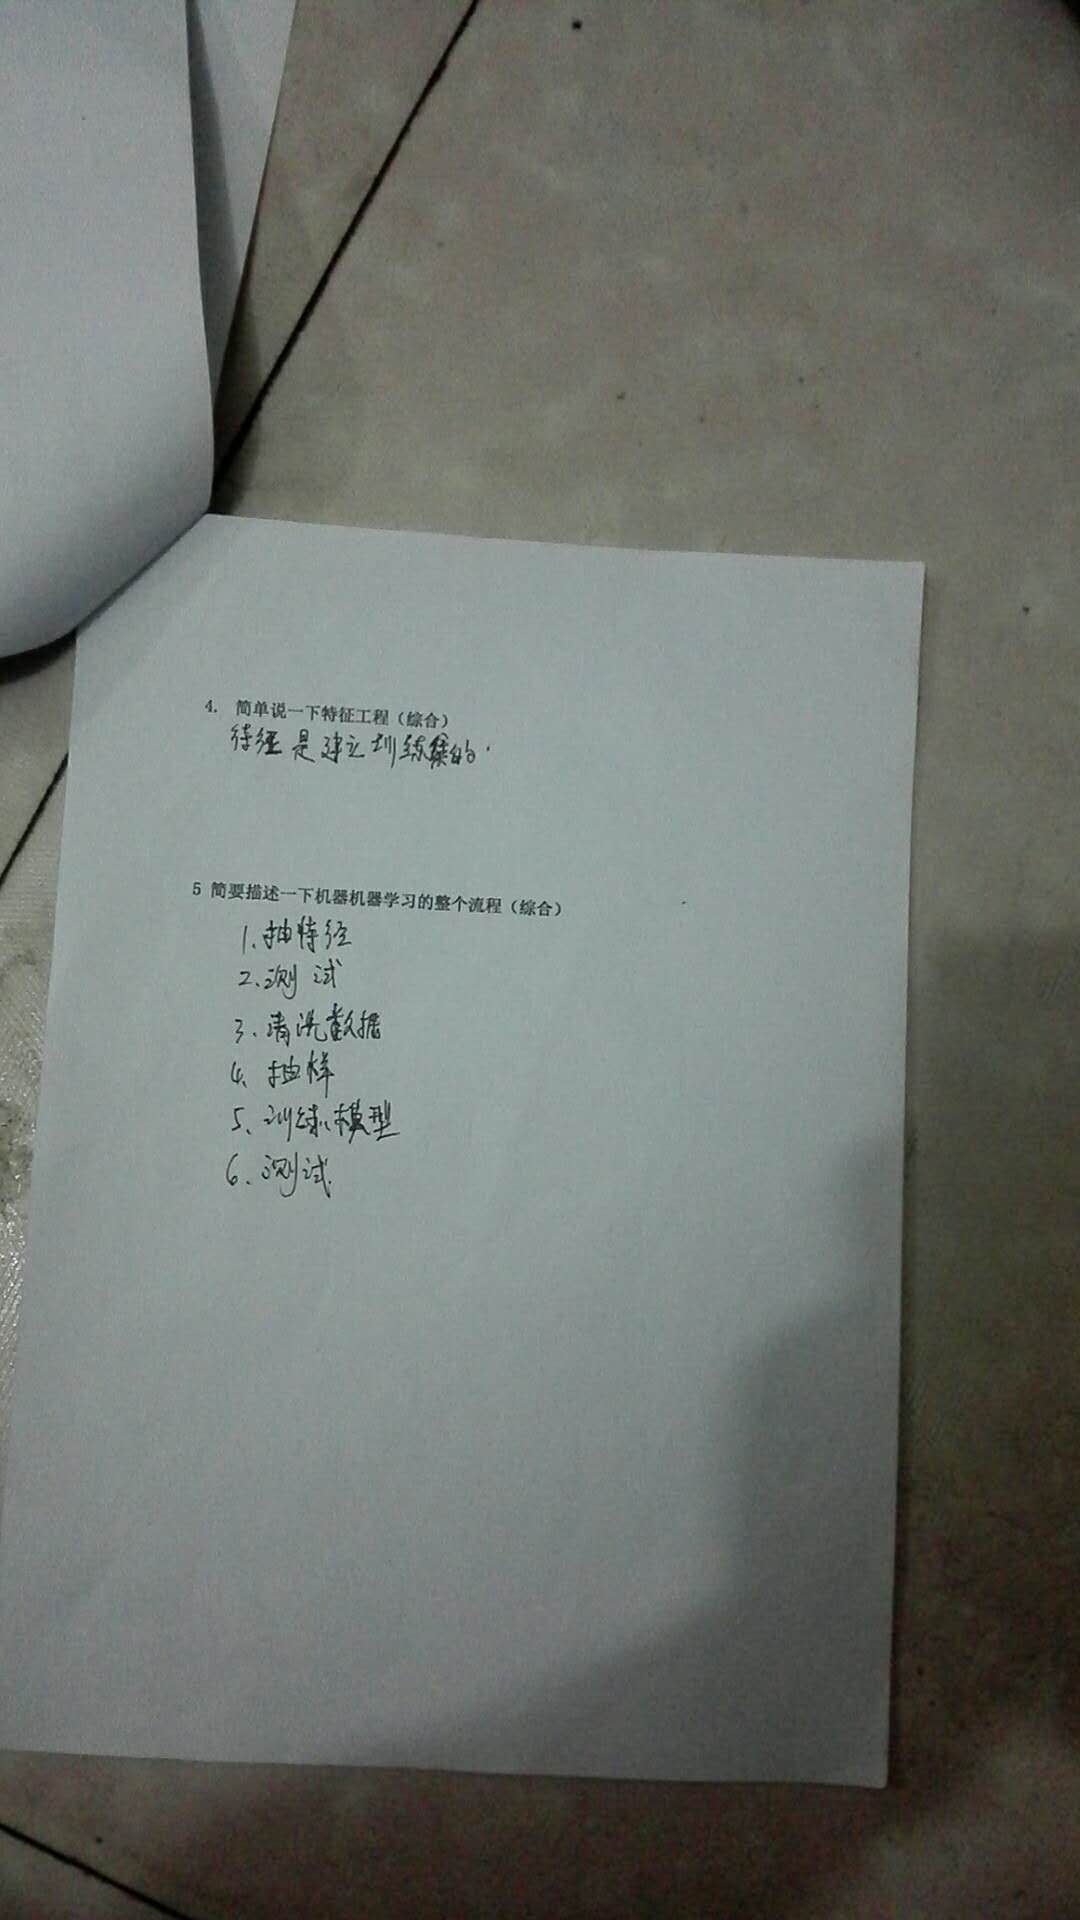 4. 简单说一下特征工程（综合）
待径是建立训练集的.
5 简要描述一下机器机器学习的整个流程（综合）
1、抽待径
2、测试
3、清洗数据
4、抽样
5、训练模型
6、测试.